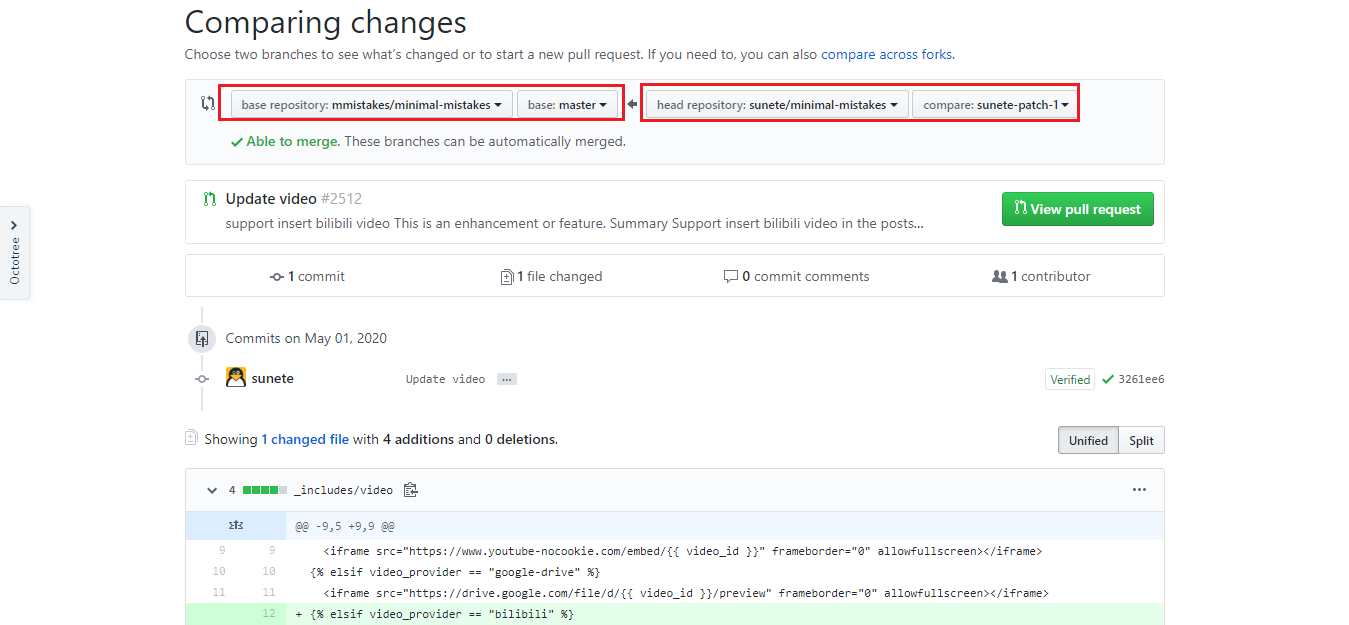 Comparing changes
Choose two branches to see what's changed or to start a new pull request. If you need to, you can also compare across forks.
base repository: mmistakes/minimal-mistakes base: master head repository: sunete/minimal-mistakes compare: sunete-patch-1
Able to merge. These branches can be automatically merged.
Update video #2512
support insert bilibili video This is an enhancement or feature. Summary Support insert bilibili video in the posts...
View pull request
Octotree
1 commit 1 file changed 0 commit comments 1 contributor
Commits on May 01, 2020
sunete Update video ... Verified 3261ee6
Showing 1 changed file with 4 additions and 0 deletions. Unified Split
4 _includes/video ...
@@ -9,5 +9,9 @@
9 9 <iframe src="https://www.youtube-nocookie.com/embed/{{ video_id }}" frameborder="0" allowfullscreen></iframe>
10 10 {% elsif video_provider == "google-drive" %}
11 11 <iframe src="https://drive.google.com/file/d/{{ video_id }}/preview" frameborder="0" allowfullscreen></iframe>
12 + {% elsif video_provider == "bilibili" %}